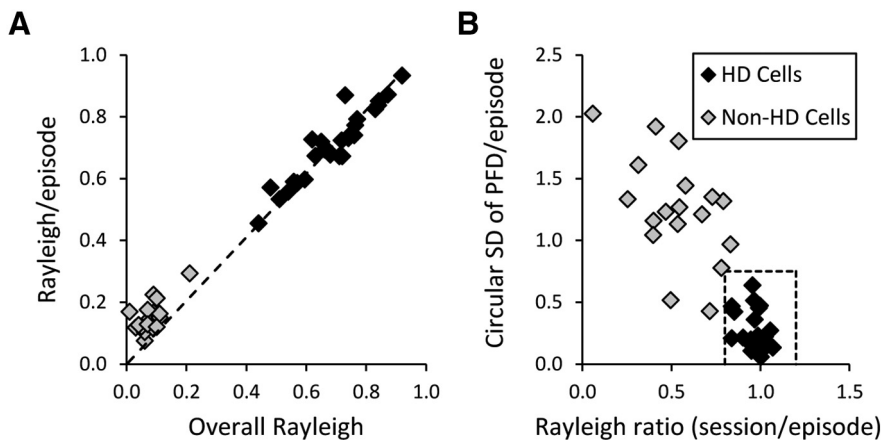 A
B
Rayleigh/episode
1.0
0.8
0.6
0.4
0.2
0.0
0.0 0.2 0.4 0.6 0.8 1.0
Overall Rayleigh
Circular SD of PFD/episode
2.5
2.0
1.5
1.0
0.5
0.0
0.0 0.5 1.0 1.5
Rayleigh ratio (session/episode)
HD Cells
Non-HD Cells